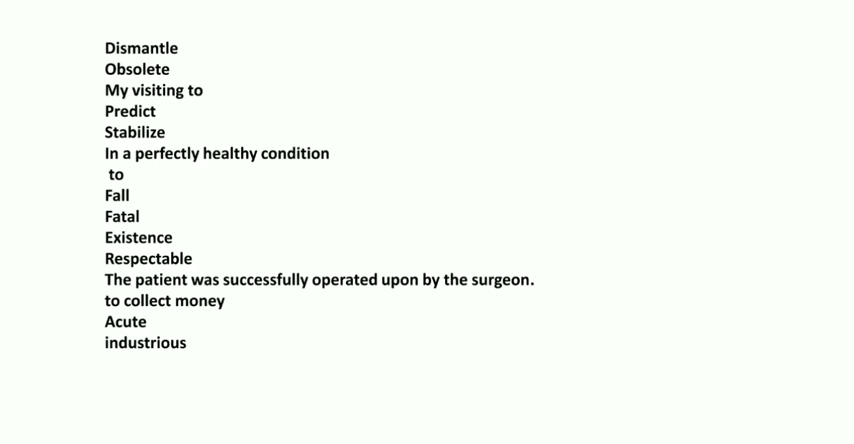 Dismantle
Obsolete
My visiting to
Predict
Stabilize
In a perfectly healthy condition
to
Fall
Fatal
Existence
Respectable
The patient was successfully operated upon by the surgeon.
to collect money
Acute
industrious